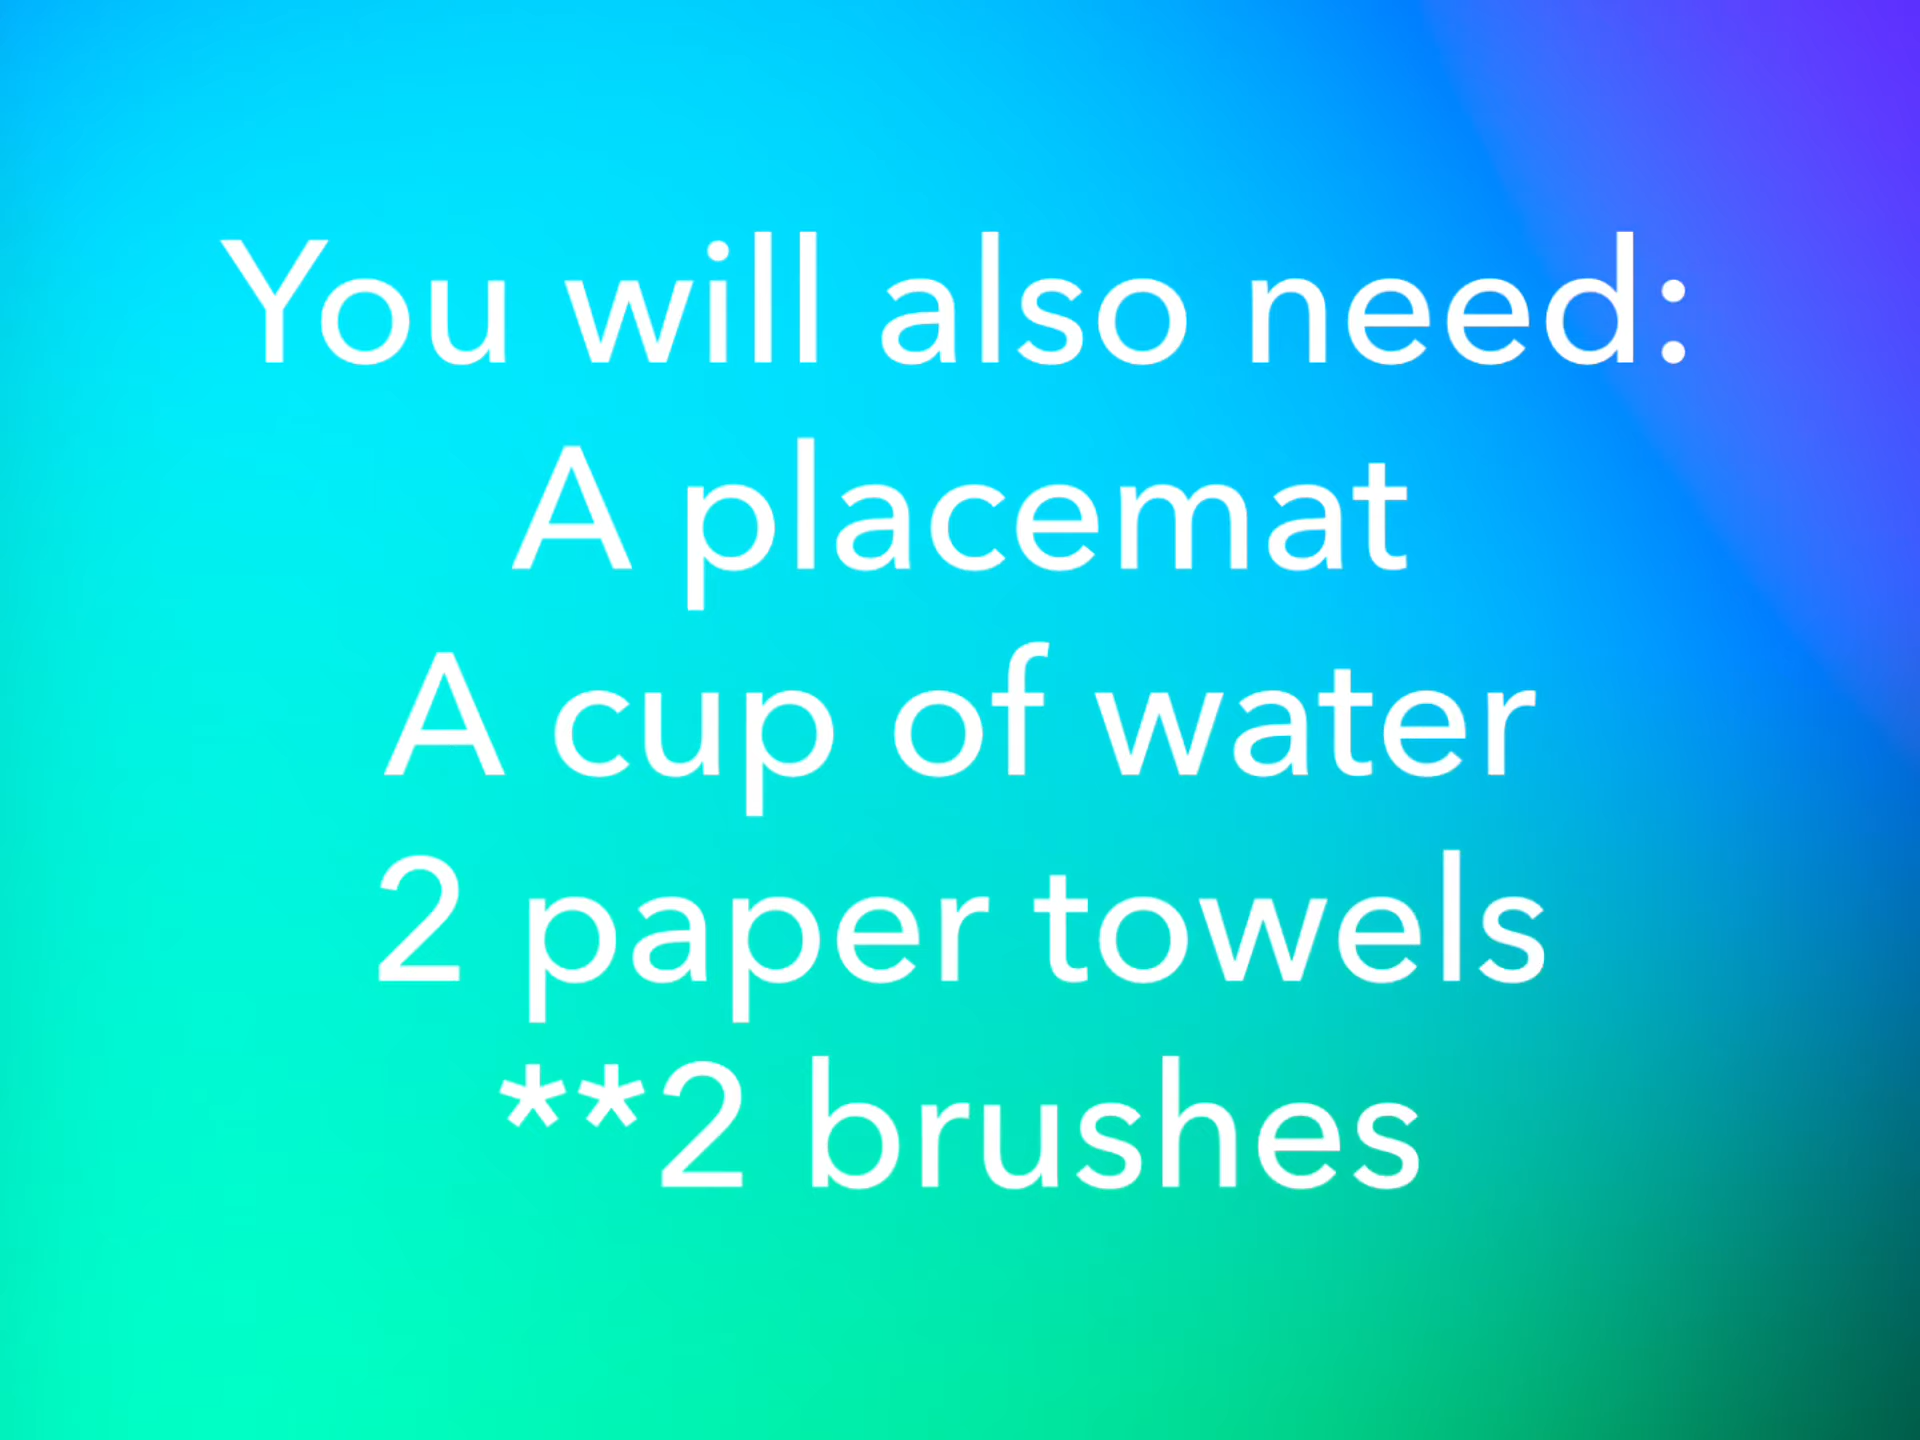 You will also need:
A placemat
A cup of water
2 paper towels
**2 brushes